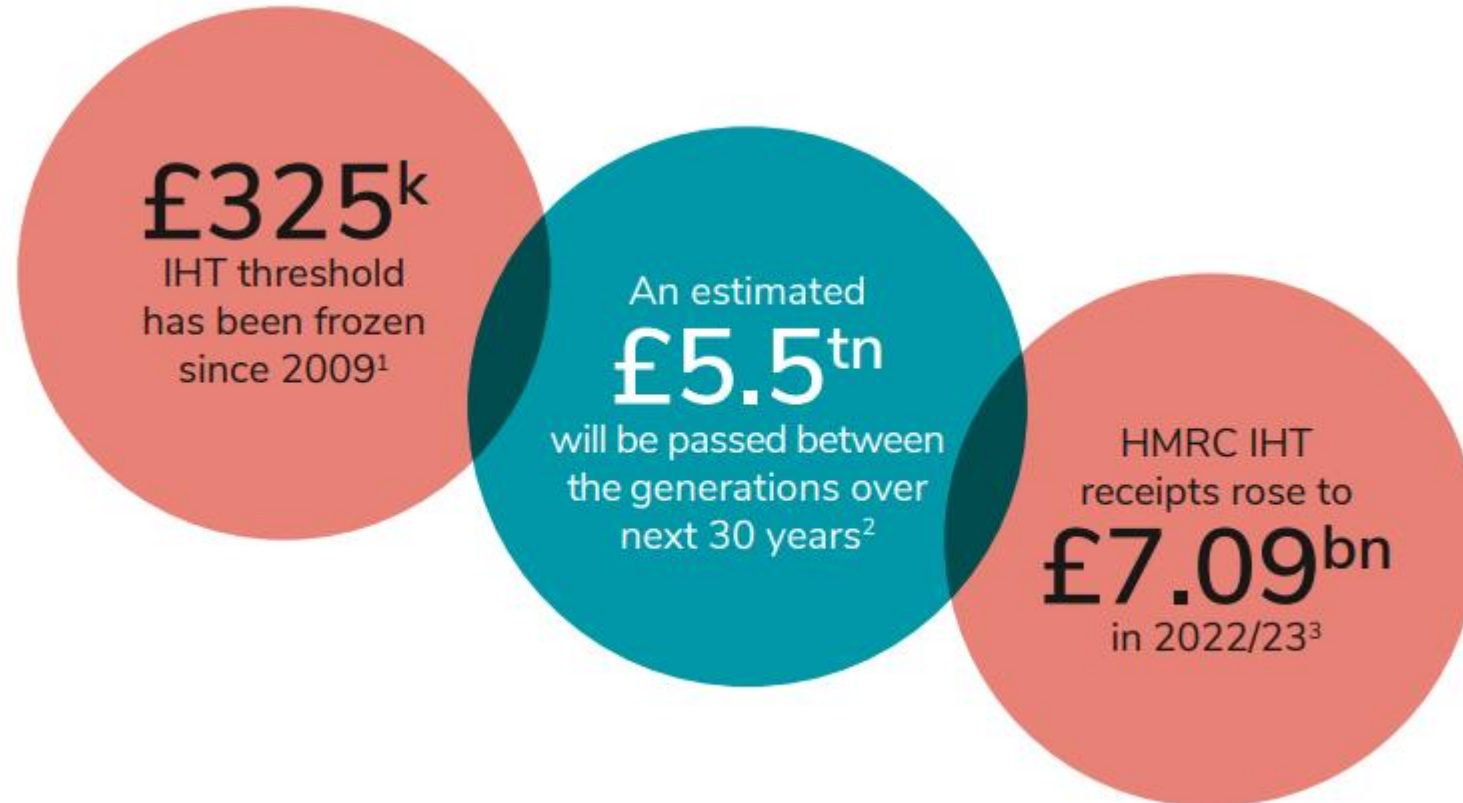 £325k
IHT threshold
has been frozen
since 2009¹
An estimated
£5.5tn
will be passed between
the generations over
next 30 years²
HMRC IHT
receipts rose to
£7.09bn
in 2022/23³